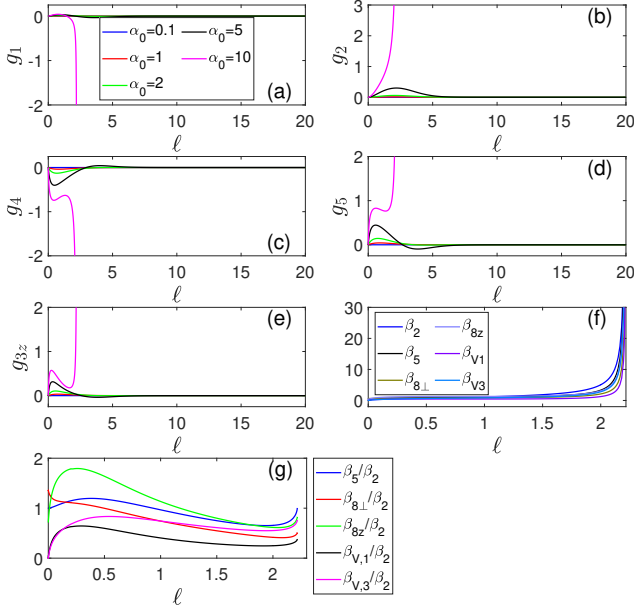 g₁
0
-1
-2
0 5 10 15 20
ℓ
α₀=0.1
α₀=1
α₀=2
α₀=5
α₀=10
(a)
g₂
3
2
1
0
0 5 10 15 20
ℓ
(b)
g₄
0
-1
-2
0 5 10 15 20
ℓ
(c)
g₅
2
1
0
0 5 10 15 20
ℓ
(d)
g₃z
2
1
0
0 5 10 15 20
ℓ
(e)
30
20
10
0
0 0.5 1 1.5 2
ℓ
β₂
β₅
β₈⊥
β₈z
βV1
βV3
(f)
2
1
0
0 0.5 1 1.5 2
ℓ
(g)
β₅/β₂
β₈⊥/β₂
β₈z/β₂
βV,1/β₂
βV,3/β₂